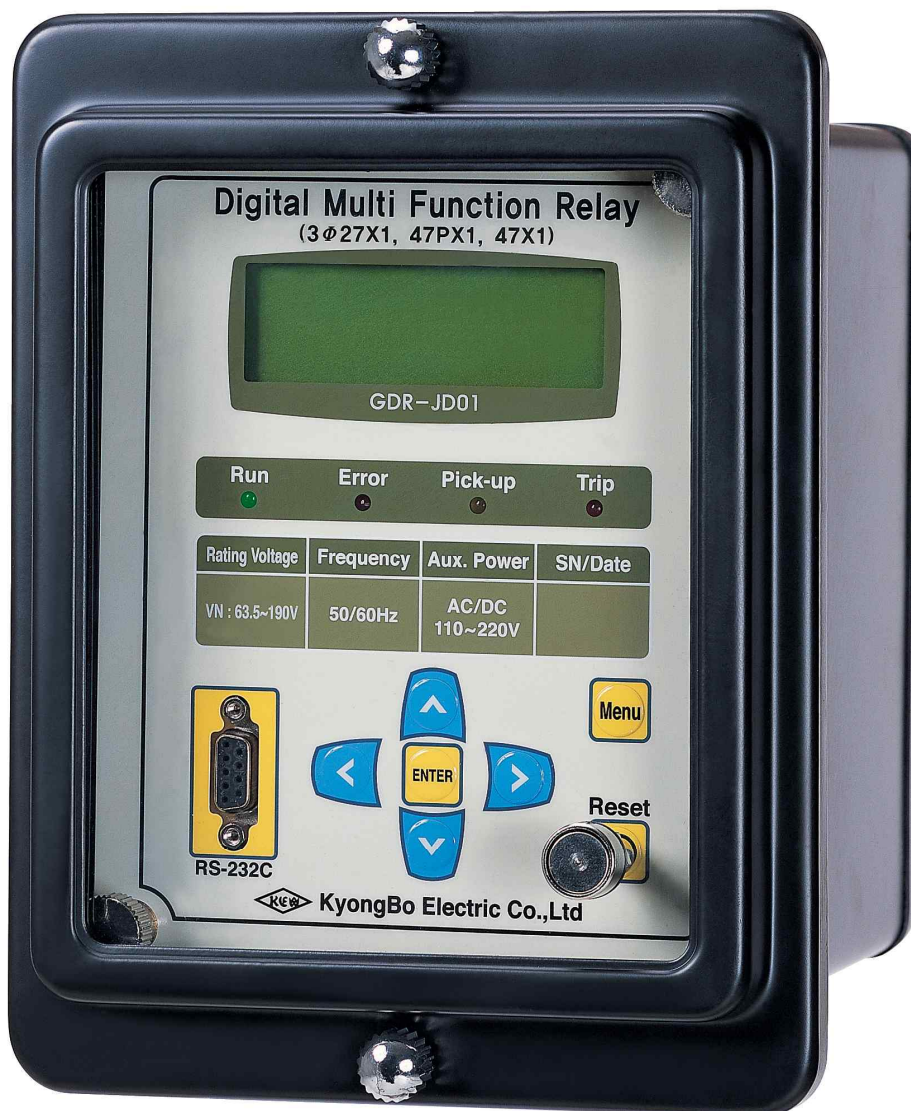 Digital Multi Function Relay
(3Φ27X1, 47PX1, 47X1)
GDR-JD01
Run Error Pick-up Trip
Rating Voltage Frequency Aux. Power SN/Date
VN : 63.5~190V 50/60Hz AC/DC
110~220V
Menu
ENTER
Reset
RS-232C
KyongBo Electric Co.,Ltd